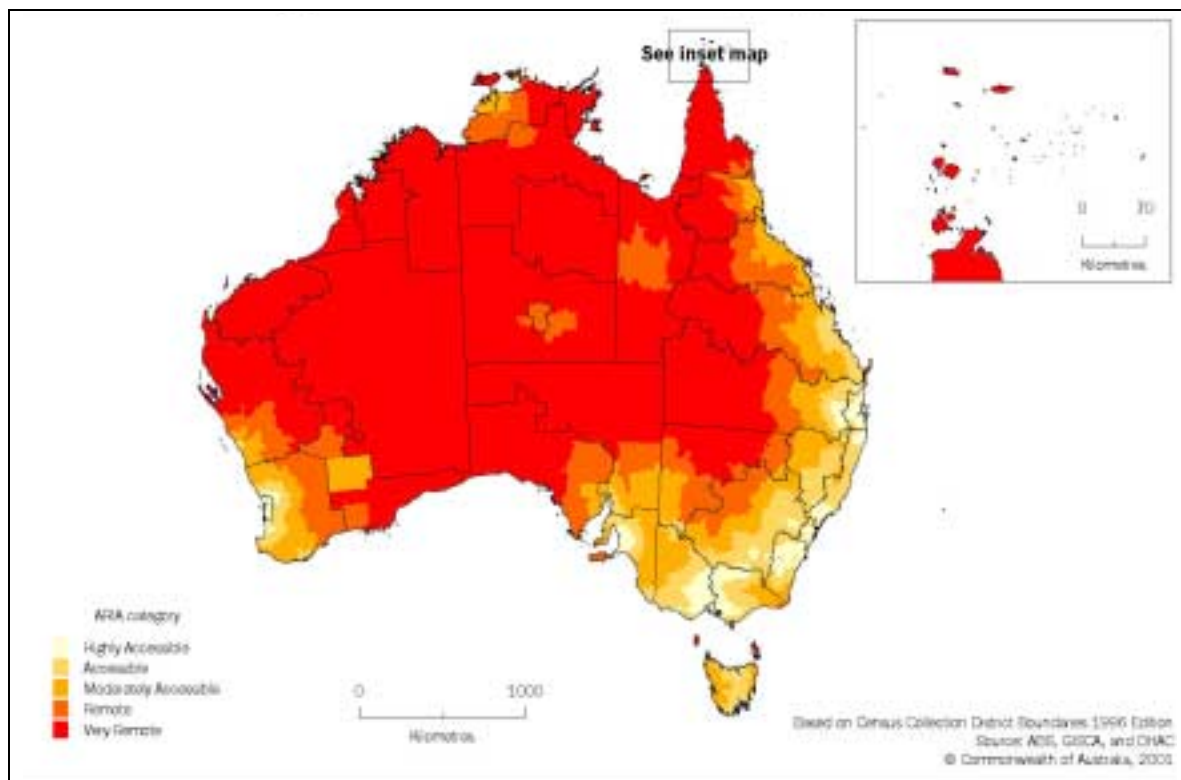 See inset map
0 70
Kilometres
ARIA category
Highly Accessible
Accessible
Moderately Accessible
Remote
Very Remote
0 1000
Kilometres
Based on Census Collection District Boundaries 1996 Edition
Source: ABS, GISCA, and DHAC
© Commonwealth of Australia, 2001